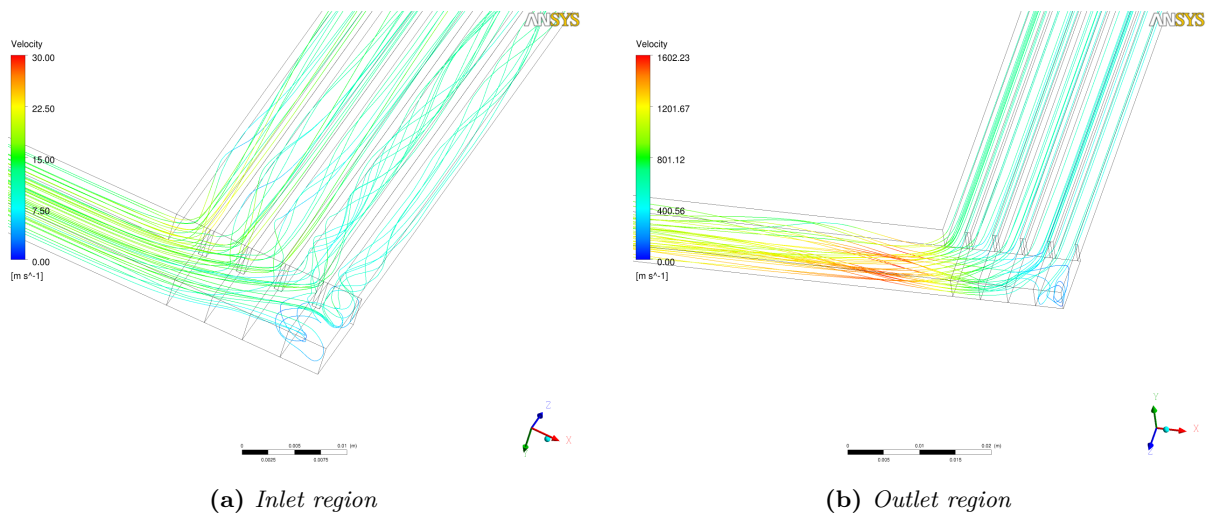 ANSYS
Velocity
30.00
22.50
15.00
7.50
0.00
[m s^-1]
Z
X
0 0.005 0.01 (m)
0.0025 0.0075
(a) Inlet region
ANSYS
Velocity
1602.23
1201.67
801.12
400.56
0.00
[m s^-1]
Y
X
Z
0 0.01 0.02 (m)
0.005 0.015
(b) Outlet region